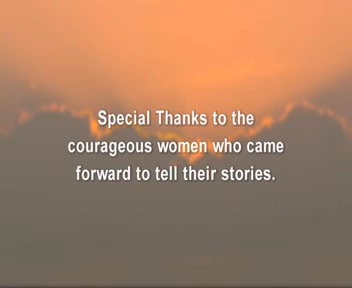 Special Thanks to the
courageous women who came
forward to tell their stories.